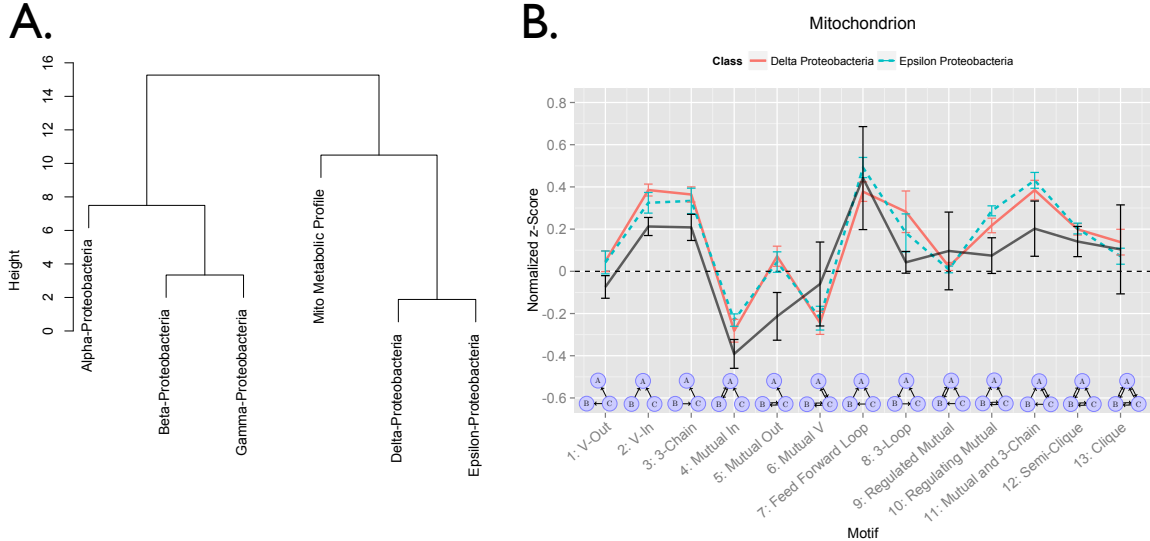 A.
Height
16
14
12
10
8
6
4
2
0
Alpha-Proteobacteria
Beta-Proteobacteria
Gamma-Proteobacteria
Mito Metabolic Profile
Delta-Proteobacteria
Epsilon-Proteobacteria
B.
Mitochondrion
Class Delta Proteobacteria Epsilon Proteobacteria
Normalized z-Score
0.8
0.6
0.4
0.2
0
-0.2
-0.4
-0.6
A A A A A A A A A A A A A
B C B C B C B C B C B C B C B C B C B C B C B C B C
1: V-Out
2: V-In
3: 3-Chain
4: Mutual In
5: Mutual Out
6: Mutual V
7: Feed Forward Loop
8: 3-Loop
9: Regulated Mutual
10: Regulating Mutual
11: Mutual and 3-Chain
12: Semi-Clique
13: Clique
Motif